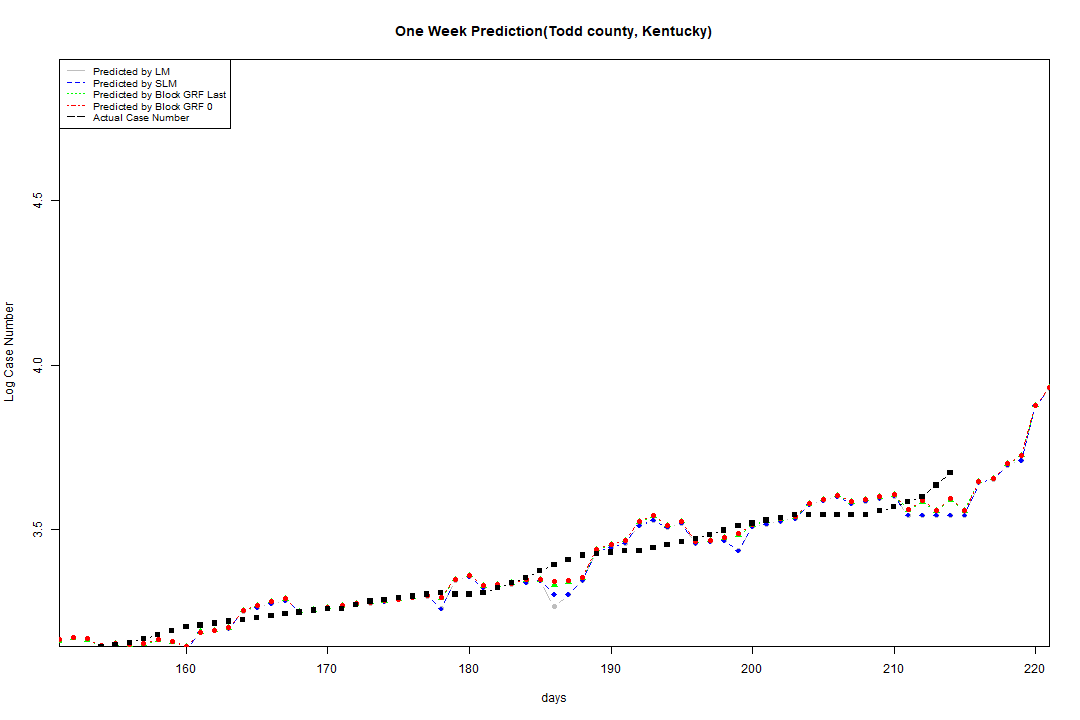 One Week Prediction(Todd county, Kentucky)
Predicted by LM
Predicted by SLM
Predicted by Block GRF Last
Predicted by Block GRF 0
Actual Case Number
4.5
4.0
3.5
Log Case Number
160 170 180 190 200 210 220
days